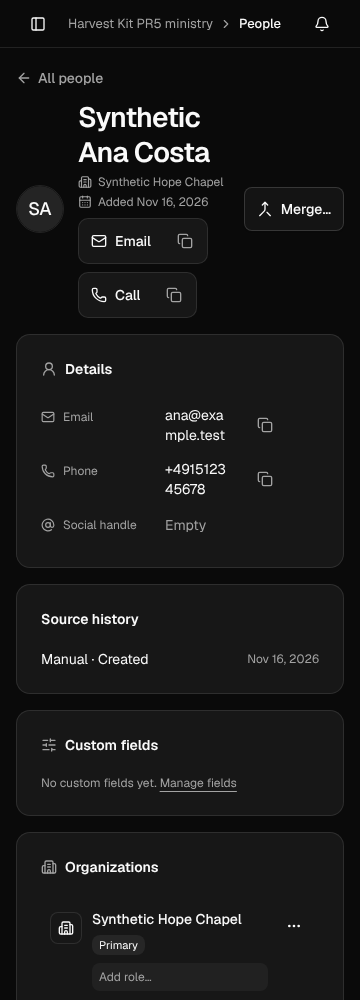 Harvest Kit PR5 ministry > People
All people
Synthetic
Ana Costa
SA
Synthetic Hope Chapel
Added Nov 16, 2026
Merge...
Email
Call
Details
Email
ana@exa
mple.test
Phone
+4915123
45678
Social handle
Empty
Source history
Manual · Created
Nov 16, 2026
Custom fields
No custom fields yet. Manage fields
Organizations
Synthetic Hope Chapel
Primary
Add role...